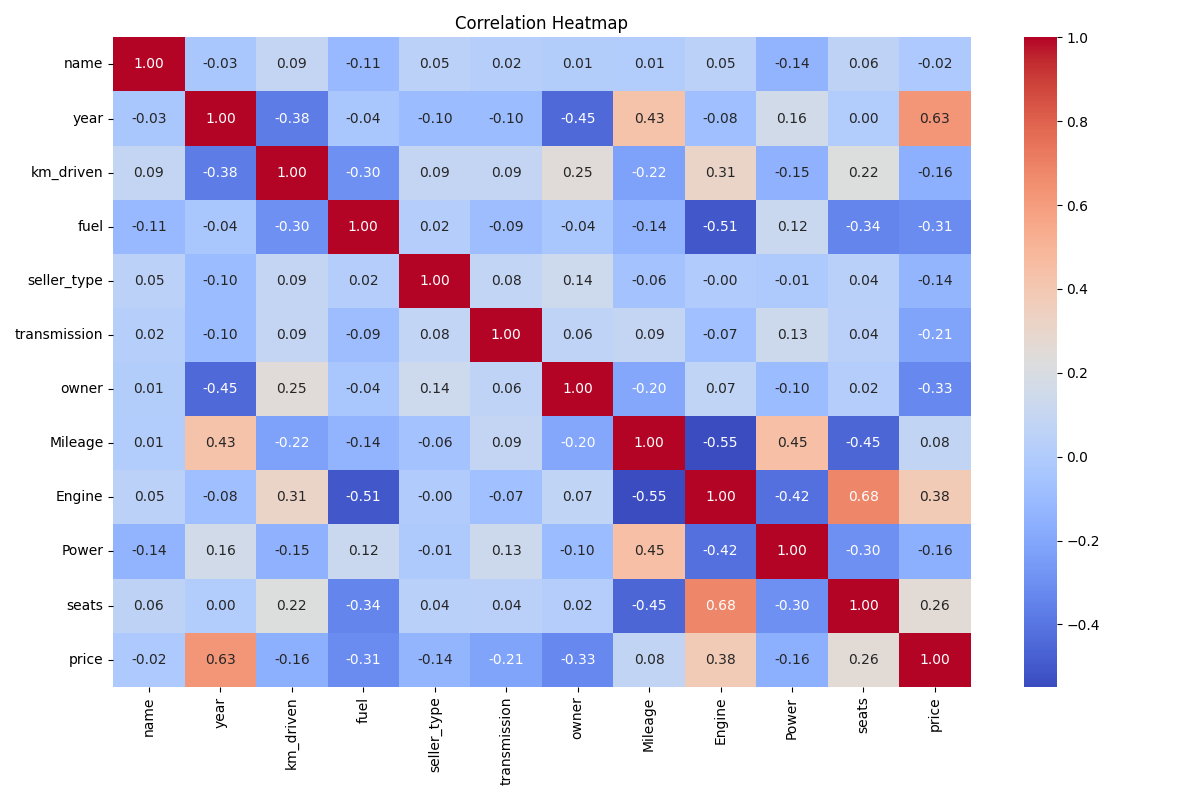 Correlation Heatmap
name 1.00 -0.03 0.09 -0.11 0.05 0.02 0.01 0.01 0.05 -0.14 0.06 -0.02
year -0.03 1.00 -0.38 -0.04 -0.10 -0.10 -0.45 0.43 -0.08 0.16 0.00 0.63
km_driven 0.09 -0.38 1.00 -0.30 0.09 0.09 0.25 -0.22 0.31 -0.15 0.22 -0.16
fuel -0.11 -0.04 -0.30 1.00 0.02 -0.09 -0.04 -0.14 -0.51 0.12 -0.34 -0.31
seller_type 0.05 -0.10 0.09 0.02 1.00 0.08 0.14 -0.06 -0.00 -0.01 0.04 -0.14
transmission 0.02 -0.10 0.09 -0.09 0.08 1.00 0.06 0.09 -0.07 0.13 0.04 -0.21
owner 0.01 -0.45 0.25 -0.04 0.14 0.06 1.00 -0.20 0.07 -0.10 0.02 -0.33
Mileage 0.01 0.43 -0.22 -0.14 -0.06 0.09 -0.20 1.00 -0.55 0.45 -0.45 0.08
Engine 0.05 -0.08 0.31 -0.51 -0.00 -0.07 0.07 -0.55 1.00 -0.42 0.68 0.38
Power -0.14 0.16 -0.15 0.12 -0.01 0.13 -0.10 0.45 -0.42 1.00 -0.30 -0.16
seats 0.06 0.00 0.22 -0.34 0.04 0.04 0.02 -0.45 0.68 -0.30 1.00 0.26
price -0.02 0.63 -0.16 -0.31 -0.14 -0.21 -0.33 0.08 0.38 -0.16 0.26 1.00
name year km_driven fuel seller_type transmission owner Mileage Engine Power seats price
1.0
0.8
0.6
0.4
0.2
0.0
−0.2
−0.4